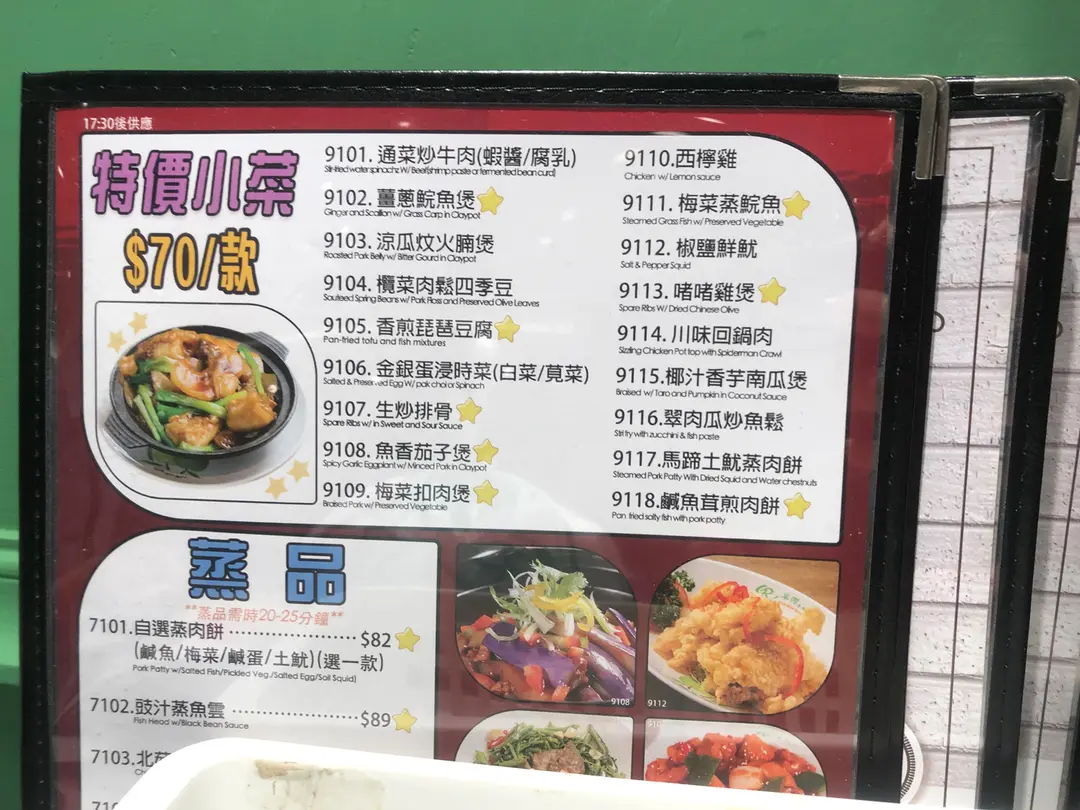 17:30後供應
特價小菜
$70/款
9101. 通菜炒牛肉(蝦醬/腐乳)
Stir-fried water spinachz W/ Beef(shrimp paste or fermented bean curd)
9102. 薑蔥鯇魚煲
Ginger and Scallion w/ Grass Carp in Claypot
9103. 涼瓜炆火腩煲
Roasted Pork Belly w/ Bitter Gourd in Claypot
9104. 欖菜肉鬆四季豆
Sauteed Spring Beans w/ Pork Floss and Preserved Olive Leaves
9105. 香煎琵琶豆腐
Pan-fried tofu and fish mixtures
9106. 金銀蛋浸時菜(白菜/莧菜)
Salted & Preserved Egg W/ pak choi or Spinach
9107. 生炒排骨
Spare Ribs w/ in Sweet and Sour Sauce
9108. 魚香茄子煲
Spicy Garlic Eggplant w/ Minced Pork in Claypot
9109. 梅菜扣肉煲
Braised Pork w/ Preserved Vegetable
9110.西檸雞
Chicken w/ Lemon sauce
9111. 梅菜蒸鯇魚
Steamed Grass Fish w/ Preserved Vegetable
9112. 椒鹽鮮魷
Salt & Pepper Squid
9113. 啫啫雞煲
Spare Ribs W/ Dried Chinese Olive
9114. 川味回鍋肉
Sizzling Chicken Pot top with Spiderman Crawl
9115.椰汁香芋南瓜煲
Braised w/ Taro and Pumpkin in Coconut Sauce
9116.翠肉瓜炒魚鬆
Stri fry with zucchini & fish paste
9117.馬蹄土魷蒸肉餅
Steamed Pork Patty With Dried Squid and Water chestnuts
9118.鹹魚茸煎肉餅
Pan fried salty fish with pork patty
蒸品
**蒸品需時20-25分鐘**
7101.自選蒸肉餅 $82
(鹹魚/梅菜/鹹蛋/土魷)(選一款)
Pork Patty w/Salted Fish/Pickled Veg./Salted Egg/Soil Squid)
7102.豉汁蒸魚雲 $89
Fish Head w/Black Bean Sauce
7103.北菇
9108
9112